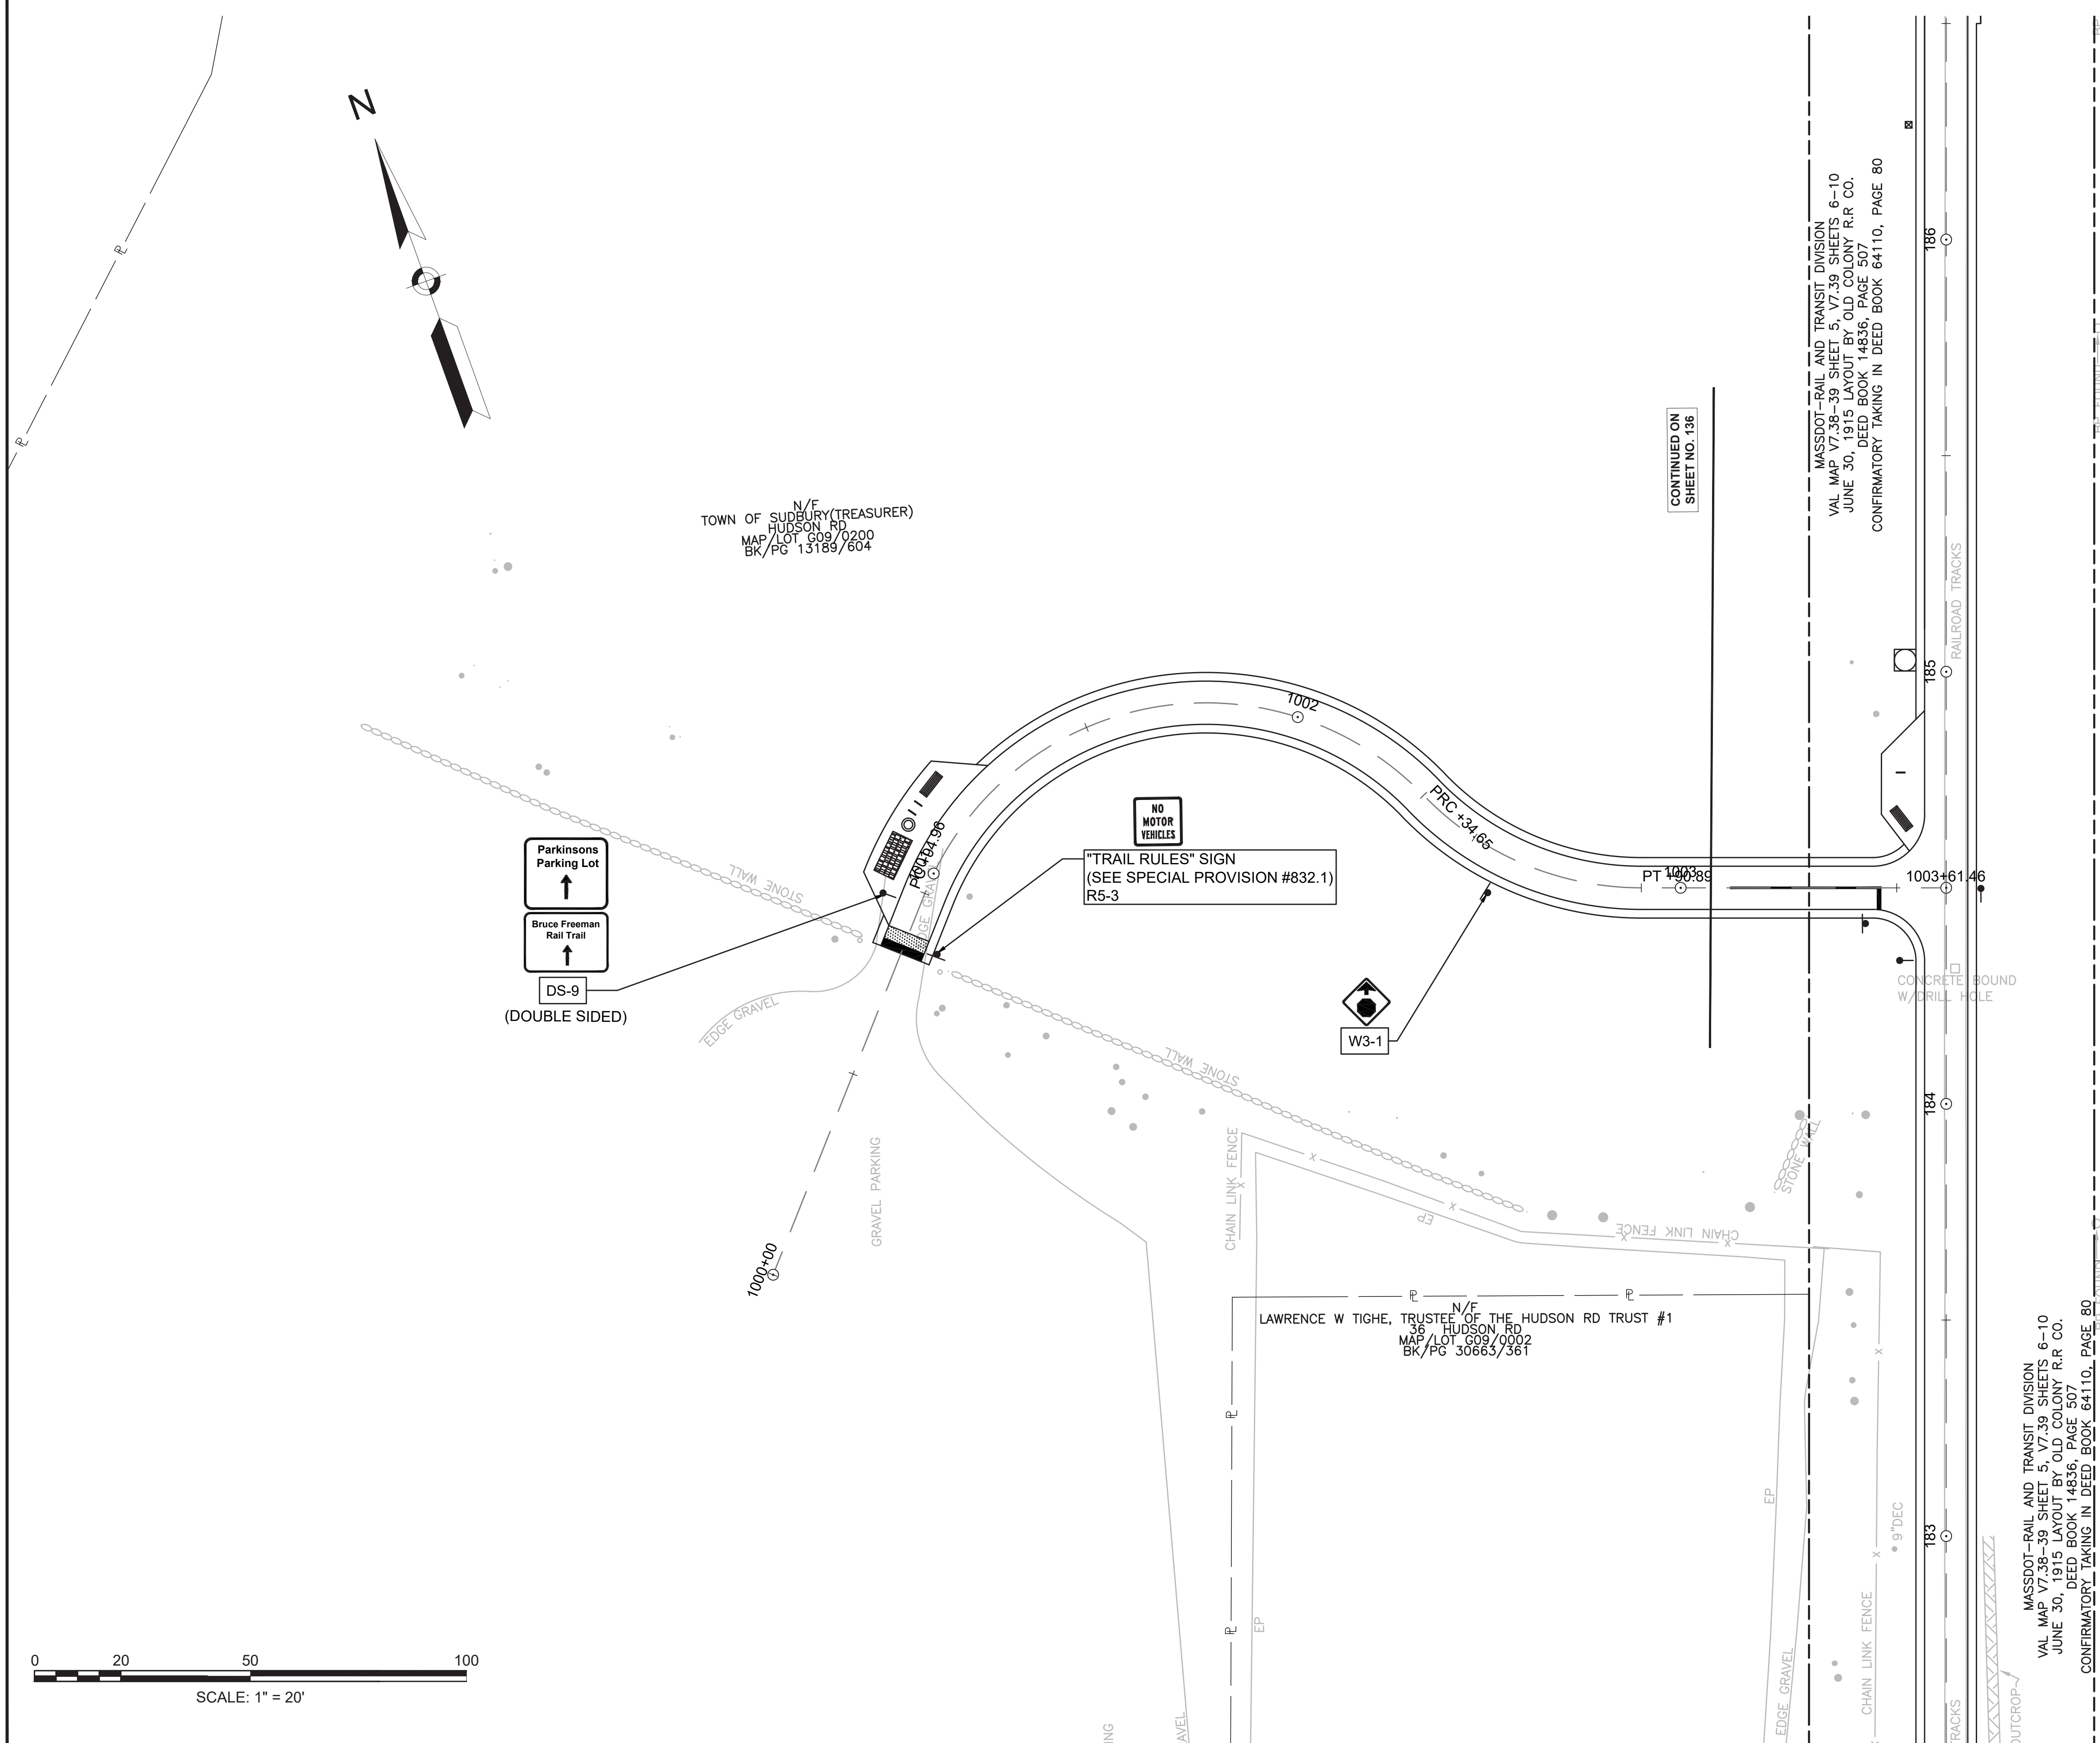 N
N/F
TOWN OF SUDBURY(TREASURER)
HUDSON RD
MAP/LOT G09/0200
BK/PG 13189/604
CONTINUED ON
SHEET NO. 136
MASSDOT-RAIL AND TRANSIT DIVISION
VAL MAP V7.38-39 SHEET 5, V7.39 SHEETS 6-10
JUNE 30, 1915 LAYOUT BY OLD COLONY R.R CO.
DEED BOOK 14836, PAGE 507
CONFIRMATORY TAKING IN DEED BOOK 64110, PAGE 80
186
RAILROAD TRACKS
185
1002
PRC +34.65
PT +90.89
1003
1003+61.46
STONE WALL
Parkinsons
Parking Lot
Bruce Freeman
Rail Trail
DS-9
(DOUBLE SIDED)
NO
MOTOR
VEHICLES
"TRAIL RULES" SIGN
(SEE SPECIAL PROVISION #832.1)
R5-3
W3-1
CONCRETE BOUND
W/DRILL HOLE
EDGE GRAVEL
STONE WALL
184
STONE WALL
GRAVEL PARKING
CHAIN LINK FENCE
EP
CHAIN LINK FENCE
1000+00
PL
PL
PL
PL
PL
PL
N/F
LAWRENCE W TIGHE, TRUSTEE OF THE HUDSON RD TRUST #1
36 HUDSON RD
MAP/LOT G09/0002
BK/PG 30663/361
EP
EP
9"DEC
183
EDGE GRAVEL
CHAIN LINK FENCE
MASSDOT-RAIL AND TRANSIT DIVISION
VAL MAP V7.38-39 SHEET 5, V7.39 SHEETS 6-10
JUNE 30, 1915 LAYOUT BY OLD COLONY R.R CO.
DEED BOOK 14836, PAGE 507
CONFIRMATORY TAKING IN DEED BOOK 64110, PAGE 80
0 20 50 100
SCALE: 1" = 20'